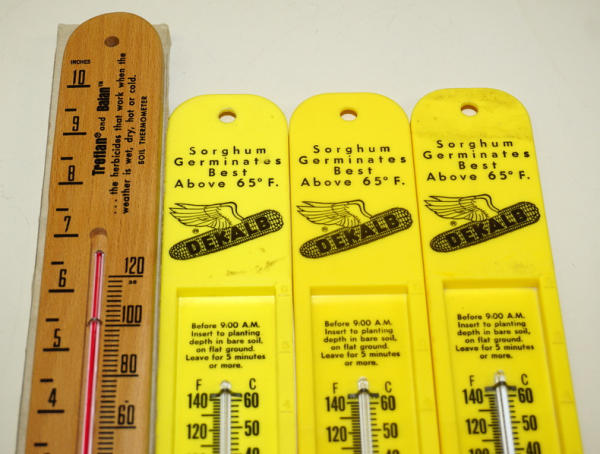 INCHES
10
9
8
7
6
5
4
Treflan® and Balan™
... the herbicides that work when the
weather is wet, dry, hot or cold.
SOIL THERMOMETER
120
100
80
60
Sorghum
Germinates
Best
Above 65° F.
® DEKALB
Before 9:00 A.M.
Insert to planting
depth in bare soil,
on flat ground.
Leave for 5 minutes
or more.
F C
140 60
120 50
Sorghum
Germinates
Best
Above 65° F.
® DEKALB
Before 9:00 A.M.
Insert to planting
depth in bare soil,
on flat ground.
Leave for 5 minutes
or more.
F C
140 60
120 50
Sorghum
Germinates
Best
Above 65° F.
® DEKALB
Before 9:00 A.M.
Insert to planting
depth in bare soil,
on flat ground.
Leave for 5 minutes
or more.
F C
140 60
120 50